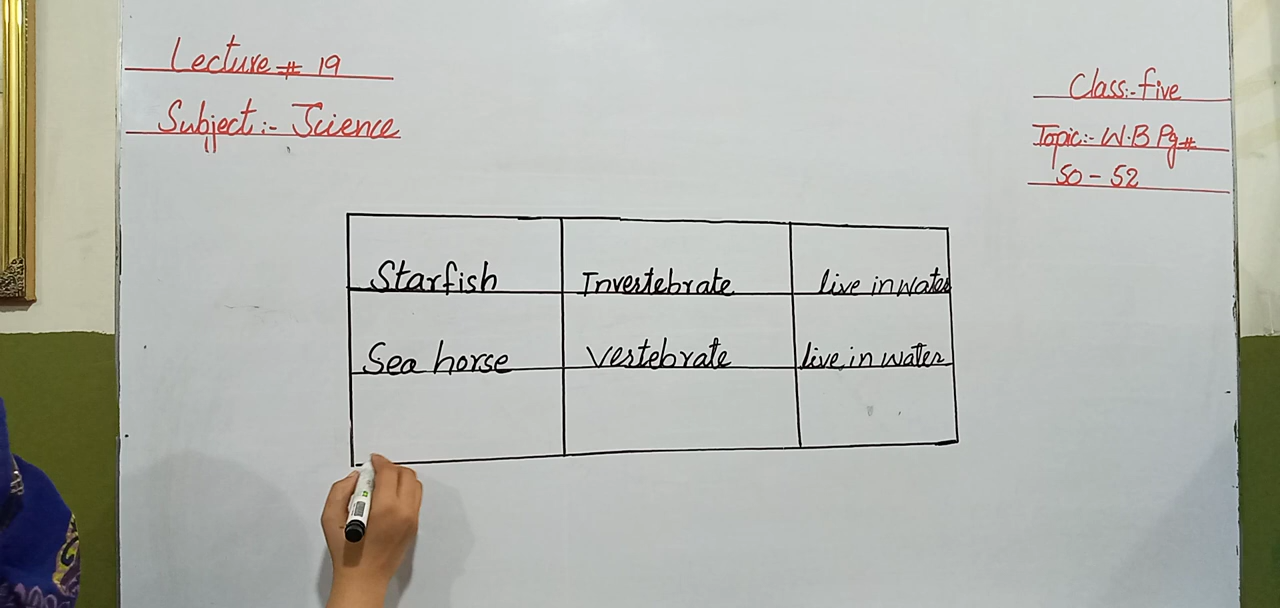 Lecture # 19
Subject:- Science
Class:- five
Topic:- W.B Pg#
50 - 52
Starfish Invertebrate live in water
Sea horse Vertebrate live in water